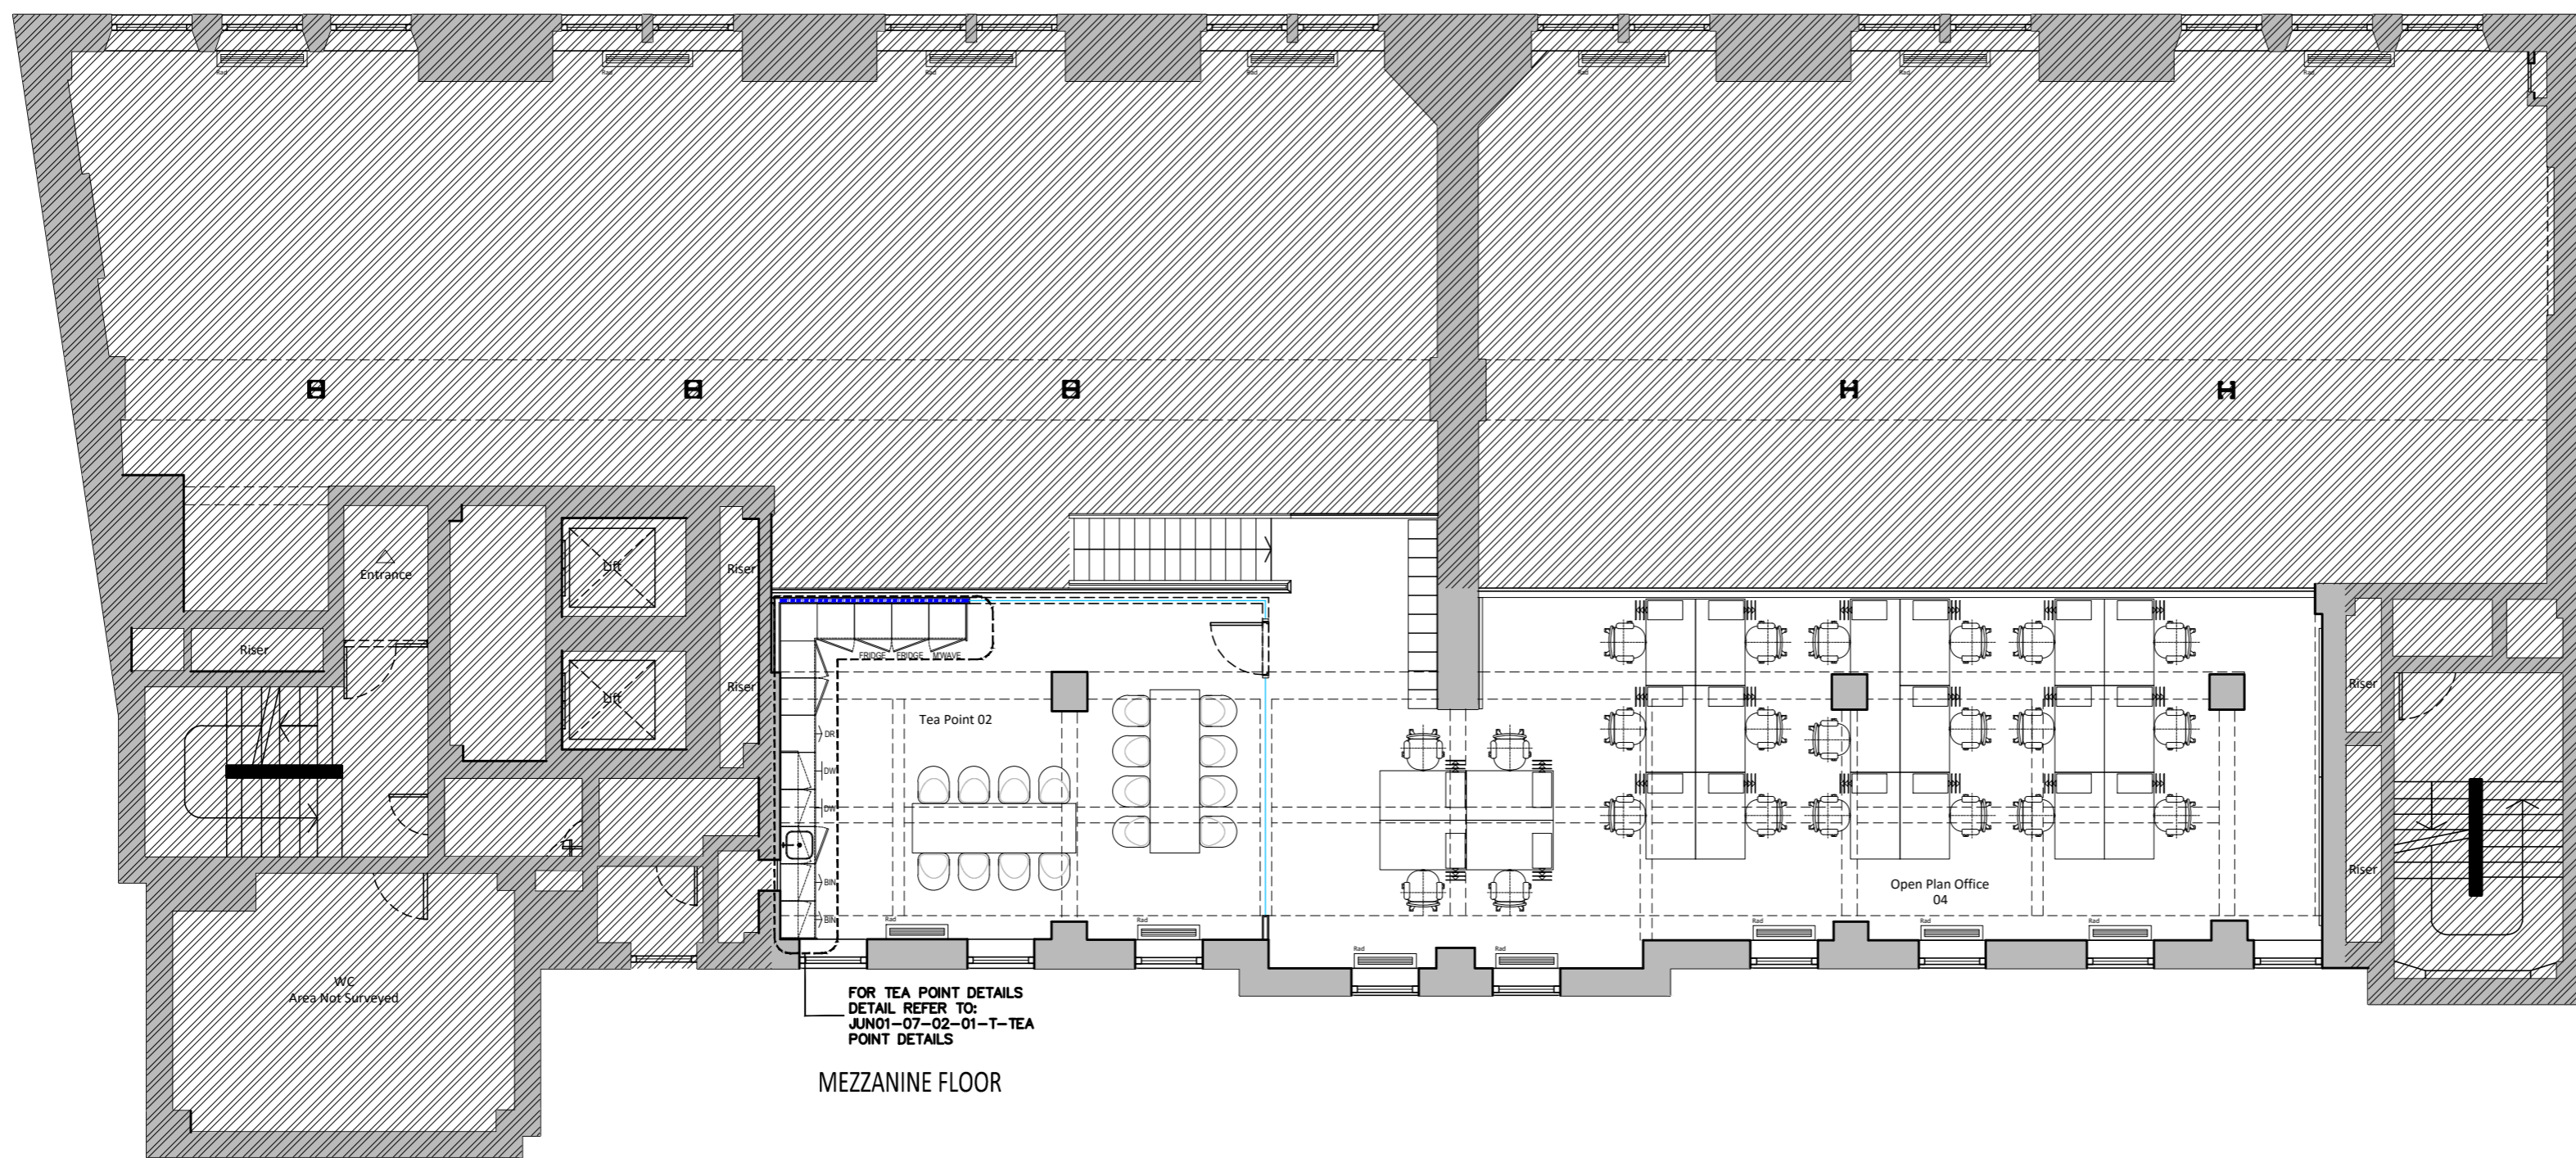 Rad
Rad
Rad
Rad
Rad
Rad
Rad
Entrance
Lift
Riser
Riser
FRIDGE
FRIDGE
M/WAVE
Lift
Riser
Riser
Tea Point 02
DR
DW
DW
BIN
BIN
Open Plan Office
04
Riser
Rad
Rad
Rad
Rad
Rad
Rad
Rad
WC
Area Not Surveyed
FOR TEA POINT DETAILS
DETAIL REFER TO:
JUN01-07-02-01-T-TEA
POINT DETAILS
MEZZANINE FLOOR